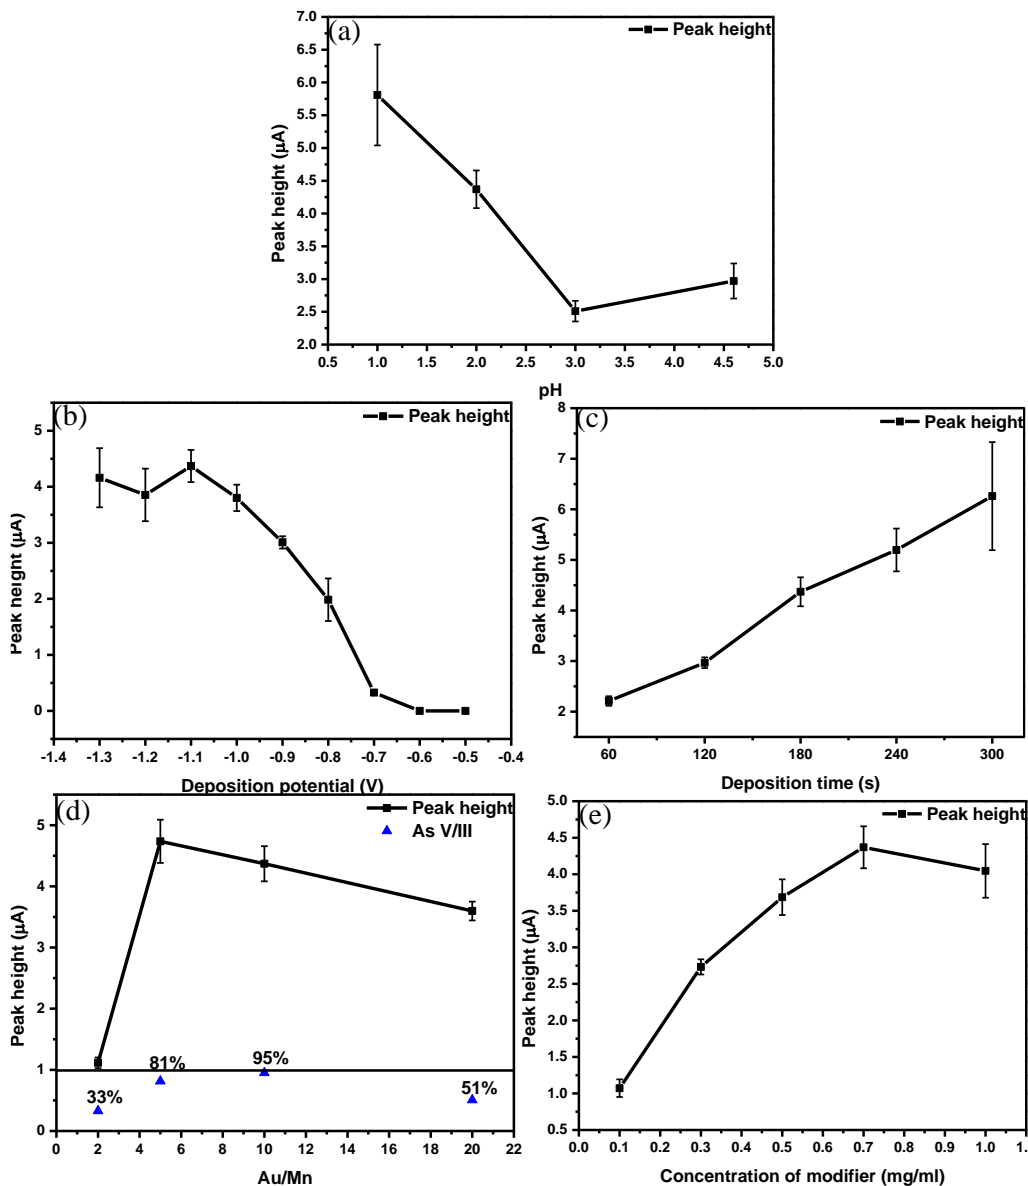 (a)
Peak height
7.0
6.5
6.0
5.5
5.0
4.5
4.0
3.5
3.0
2.5
2.0
Peak height (µA)
0.5 1.0 1.5 2.0 2.5 3.0 3.5 4.0 4.5 5.0
pH
(b)
Peak height
5
4
3
2
1
0
Peak height (µA)
-1.4 -1.3 -1.2 -1.1 -1.0 -0.9 -0.8 -0.7 -0.6 -0.5 -0.4
Deposition potential (V)
(c)
Peak height
8
7
6
5
4
3
2
Peak height (µA)
60 120 180 240 300
Deposition time (s)
(d)
Peak height
As V/III
5
4
3
2
1
0
Peak height (µA)
33%
81%
95%
51%
0 2 4 6 8 10 12 14 16 18 20 22
Au/Mn
(e)
Peak height
5.0
4.5
4.0
3.5
3.0
2.5
2.0
1.5
1.0
0.5
Peak height (µA)
0.1 0.2 0.3 0.4 0.5 0.6 0.7 0.8 0.9 1.0 1.
Concentration of modifier (mg/ml)